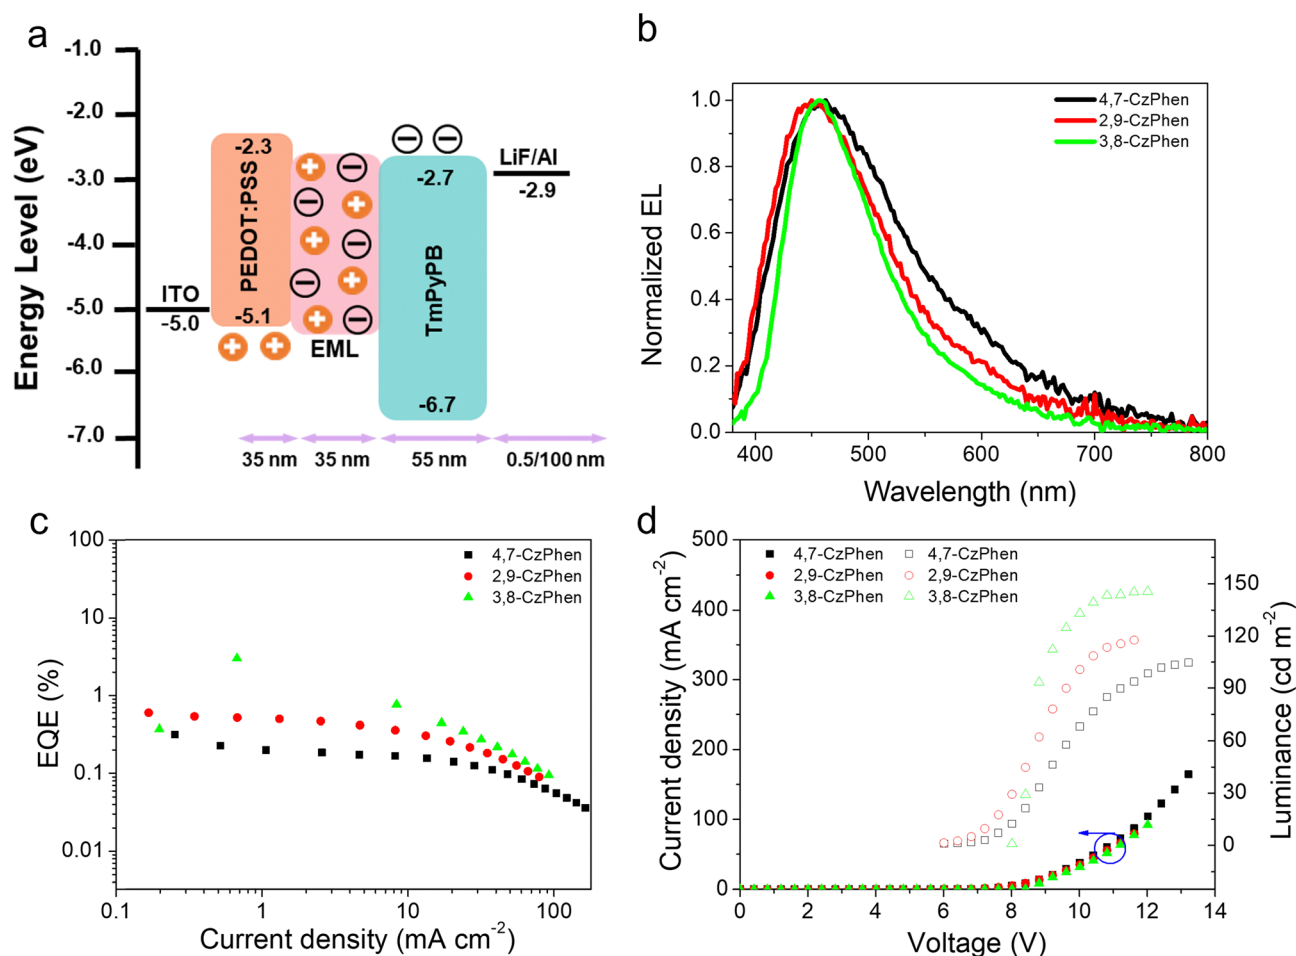 a
Energy Level (eV)
-1.0
-2.0
-3.0
-4.0
-5.0
-6.0
-7.0
ITO
-5.0
-2.3
PEDOT:PSS
-5.1
EML
-2.7
TmPyPB
-6.7
LiF/Al
-2.9
35 nm
35 nm
55 nm
0.5/100 nm
b
Normalized EL
1.0
0.8
0.6
0.4
0.2
0.0
4,7-CzPhen
2,9-CzPhen
3,8-CzPhen
400 500 600 700 800
Wavelength (nm)
c
EQE (%)
100
10
1
0.1
0.01
4,7-CzPhen
2,9-CzPhen
3,8-CzPhen
0.1 1 10 100
Current density (mA cm⁻²)
d
Current density (mA cm⁻²)
500
400
300
200
100
0
4,7-CzPhen 4,7-CzPhen
2,9-CzPhen 2,9-CzPhen
3,8-CzPhen 3,8-CzPhen
150
120
90
60
30
0
Luminance (cd m⁻²)
0 2 4 6 8 10 12 14
Voltage (V)